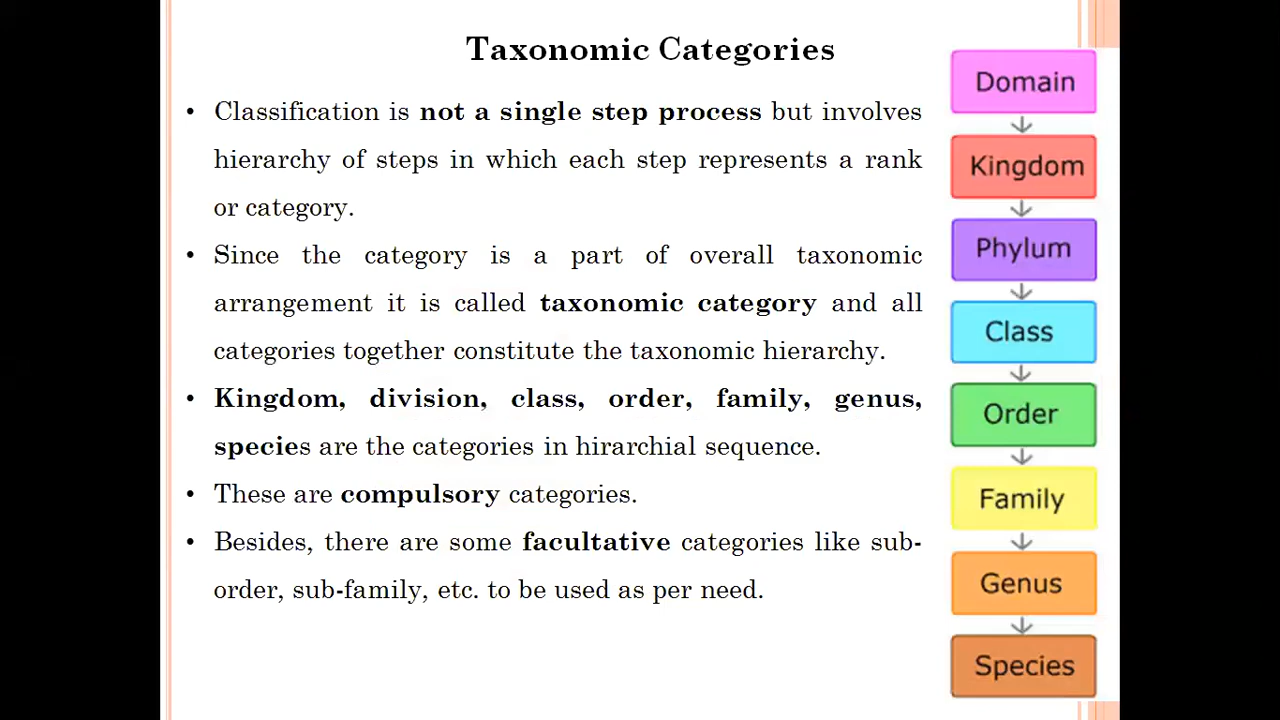 Taxonomic Categories
• Classification is not a single step process but involves
hierarchy of steps in which each step represents a rank
or category.
• Since the category is a part of overall taxonomic
arrangement it is called taxonomic category and all
categories together constitute the taxonomic hierarchy.
• Kingdom, division, class, order, family, genus,
species are the categories in hirarchial sequence.
• These are compulsory categories.
• Besides, there are some facultative categories like sub-
order, sub-family, etc. to be used as per need.
Domain
Kingdom
Phylum
Class
Order
Family
Genus
Species